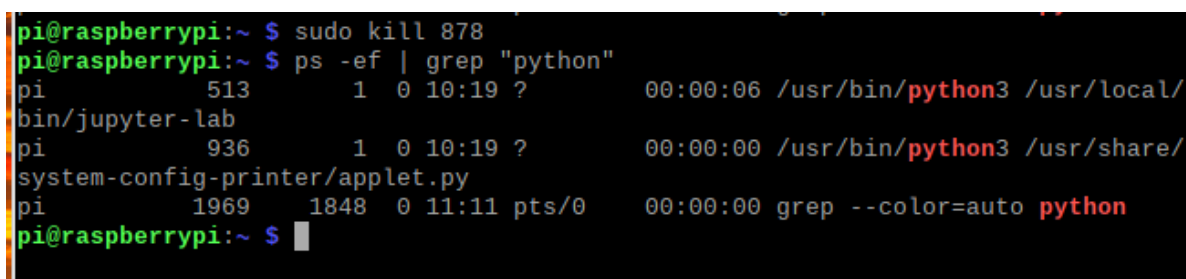 pi@raspberrypi:~ $ sudo kill 878
pi@raspberrypi:~ $ ps -ef | grep "python"
pi 513 1 0 10:19 ? 00:00:06 /usr/bin/python3 /usr/local/
bin/jupyter-lab
pi 936 1 0 10:19 ? 00:00:00 /usr/bin/python3 /usr/share/
system-config-printer/applet.py
pi 1969 1848 0 11:11 pts/0 00:00:00 grep --color=auto python
pi@raspberrypi:~ $